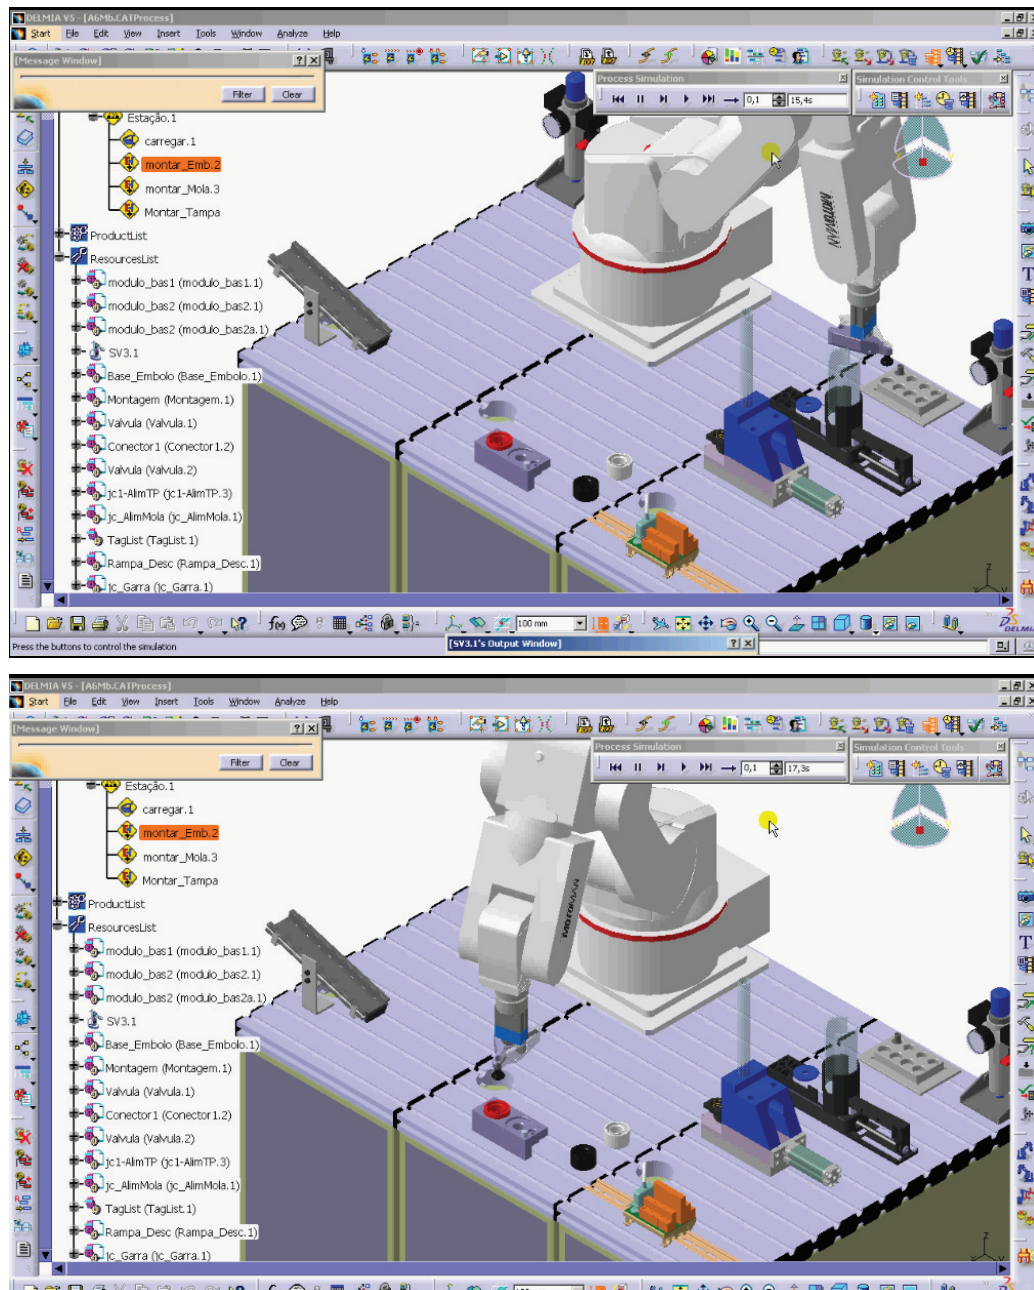 DELMIA V5 - [A6Mb.CATProcess]
Start File Edit View Insert Tools Window Analyze Help
[Message Window]
Filter Clear
Process Simulation
0,1 15,4s
Simulation Control Tools
Estação.1
carregar.1
montar_Emb.2
montar_Mola.3
Montar_Tampa
ProductList
ResourcesList
modulo_bas1 (modulo_bas1.1)
modulo_bas2 (modulo_bas2.1)
modulo_bas2 (modulo_bas2a.1)
SV3.1
Base_Embolo (Base_Embolo.1)
Montagem (Montagem.1)
Valvula (Valvula.1)
Conector1 (Conector1.2)
Valvula (Valvula.2)
jc1-AlimTP (jc1-AlimTP.3)
jc_AlimMola (jc_AlimMola.1)
TagList (TagList.1)
Rampa_Desc (Rampa_Desc.1)
jc_Garra (jc_Garra.1)
MOTOMAN
z
100 mm
DELMIA
Press the buttons to control the simulation
[SV3.1's Output Window]
DELMIA V5 - [A6Mb.CATProcess]
Start File Edit View Insert Tools Window Analyze Help
[Message Window]
Filter Clear
Process Simulation
0,1 17,3s
Simulation Control Tools
Estação.1
carregar.1
montar_Emb.2
montar_Mola.3
Montar_Tampa
ProductList
ResourcesList
modulo_bas1 (modulo_bas1.1)
modulo_bas2 (modulo_bas2.1)
modulo_bas2 (modulo_bas2a.1)
SV3.1
Base_Embolo (Base_Embolo.1)
Montagem (Montagem.1)
Valvula (Valvula.1)
Conector1 (Conector1.2)
Valvula (Valvula.2)
jc1-AlimTP (jc1-AlimTP.3)
jc_AlimMola (jc_AlimMola.1)
TagList (TagList.1)
Rampa_Desc (Rampa_Desc.1)
jc_Garra (jc_Garra.1)
MOTOMAN
z